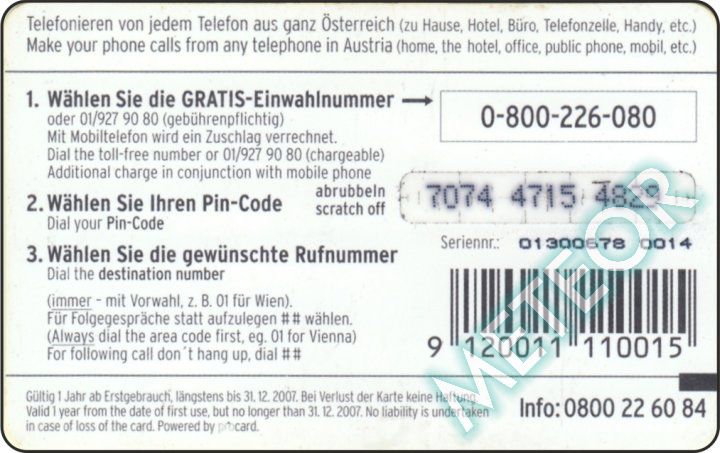 Telefonieren von jedem Telefon aus ganz Österreich (zu Hause, Hotel, Büro, Telefonzelle, Handy, etc.)
Make your phone calls from any telephone in Austria (home, the hotel, office, public phone, mobil, etc.)
1. Wählen Sie die GRATIS-Einwahlnummer → 0-800-226-080
oder 01/927 90 80 (gebührenpflichtig)
Mit Mobiltelefon wird ein Zuschlag verrechnet.
Dial the toll-free number or 01/927 90 80 (chargeable)
Additional charge in conjunction with mobile phone
abrubbeln
scratch off
7074 4715 4829
2. Wählen Sie Ihren Pin-Code
Dial your Pin-Code
Seriennr.: 01300678 0014
3. Wählen Sie die gewünschte Rufnummer
Dial the destination number
(immer - mit Vorwahl, z. B. 01 für Wien).
Für Folgegespräche statt aufzulegen ## wählen.
(Always dial the area code first, eg. 01 for Vienna)
For following call don´t hang up, dial ##
9 120011 110015
METEOR
Gültig 1 Jahr ab Erstgebrauch, längstens bis 31. 12. 2007. Bei Verlust der Karte keine Haftung.
Valid 1 year from the date of first use, but no longer than 31. 12. 2007. No liability is undertaken
in case of loss of the card. Powered by card.
Info: 0800 22 60 84